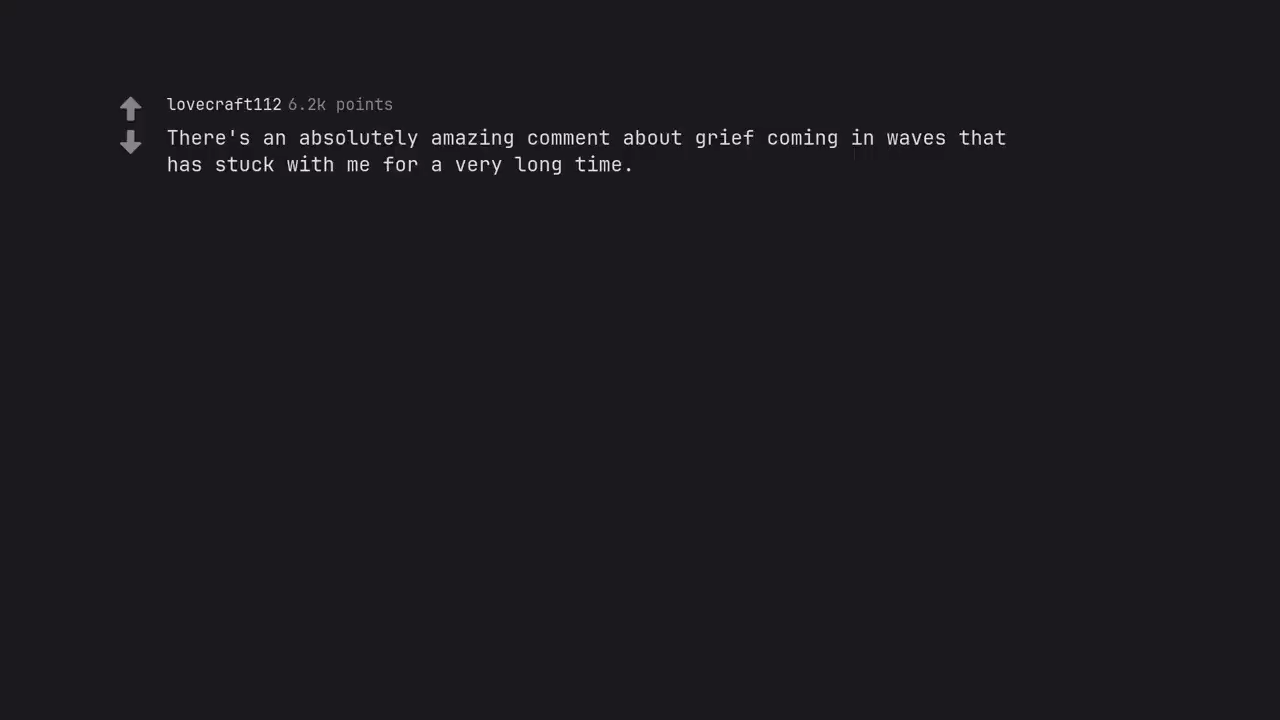 lovecraft112 6.2k points
There's an absolutely amazing comment about grief coming in waves that
has stuck with me for a very long time.